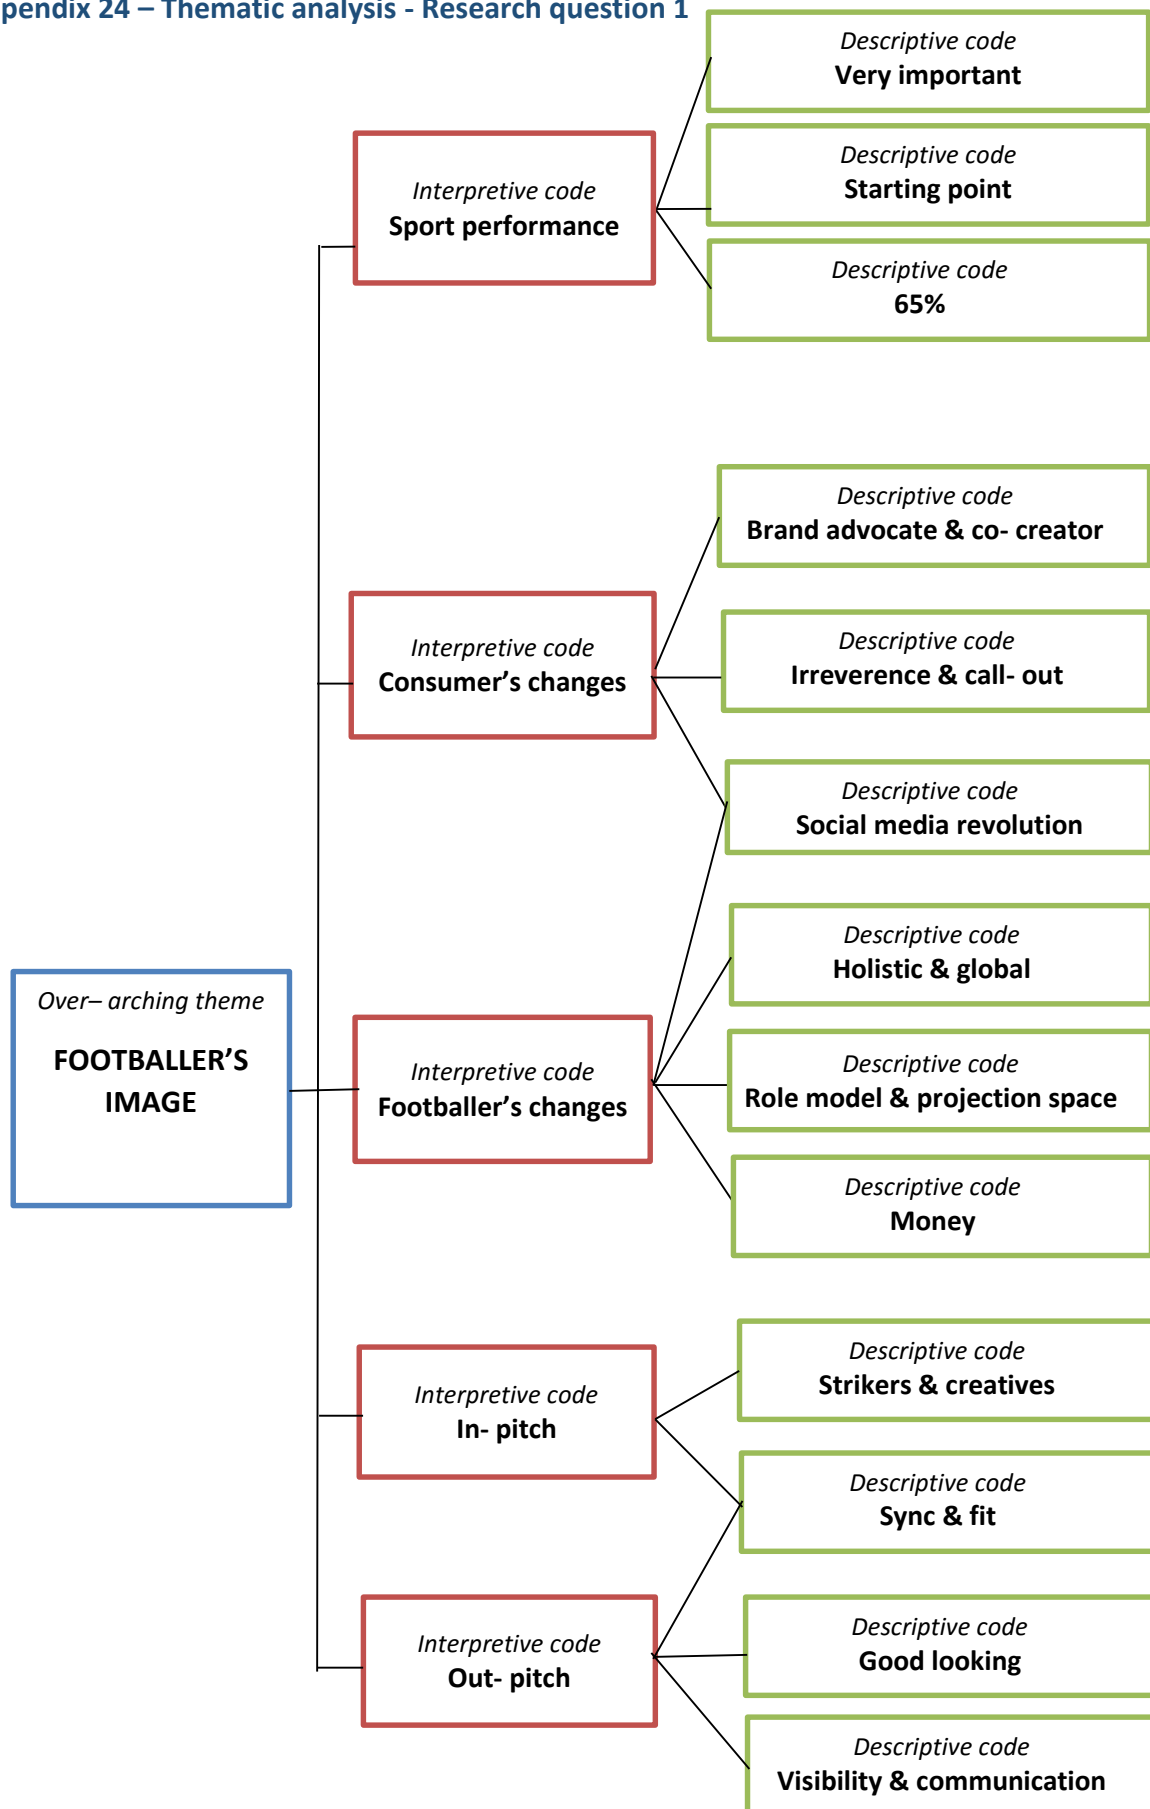 pendix 24 – Thematic analysis - Research question 1
Descriptive code
Very important
Descriptive code
Starting point
Descriptive code
65%
Interpretive code
Sport performance
Descriptive code
Brand advocate & co- creator
Descriptive code
Irreverence & call- out
Descriptive code
Social media revolution
Interpretive code
Consumer’s changes
Descriptive code
Holistic & global
Descriptive code
Role model & projection space
Descriptive code
Money
Over– arching theme
FOOTBALLER’S
IMAGE
Interpretive code
Footballer’s changes
Descriptive code
Strikers & creatives
Descriptive code
Sync & fit
Interpretive code
In- pitch
Descriptive code
Good looking
Descriptive code
Visibility & communication
Interpretive code
Out- pitch